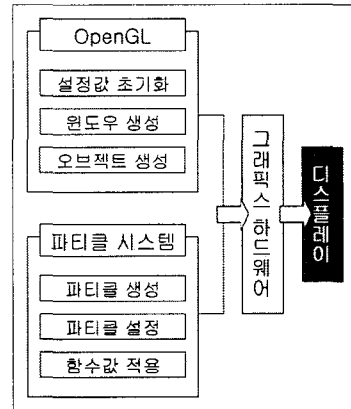 OpenGL
설정값 초기화
윈도우 생성
오브젝트 생성
파티클 시스템
파티클 생성
파티클 설정
함수값 적용
그래픽스 하드웨어
디스플레이